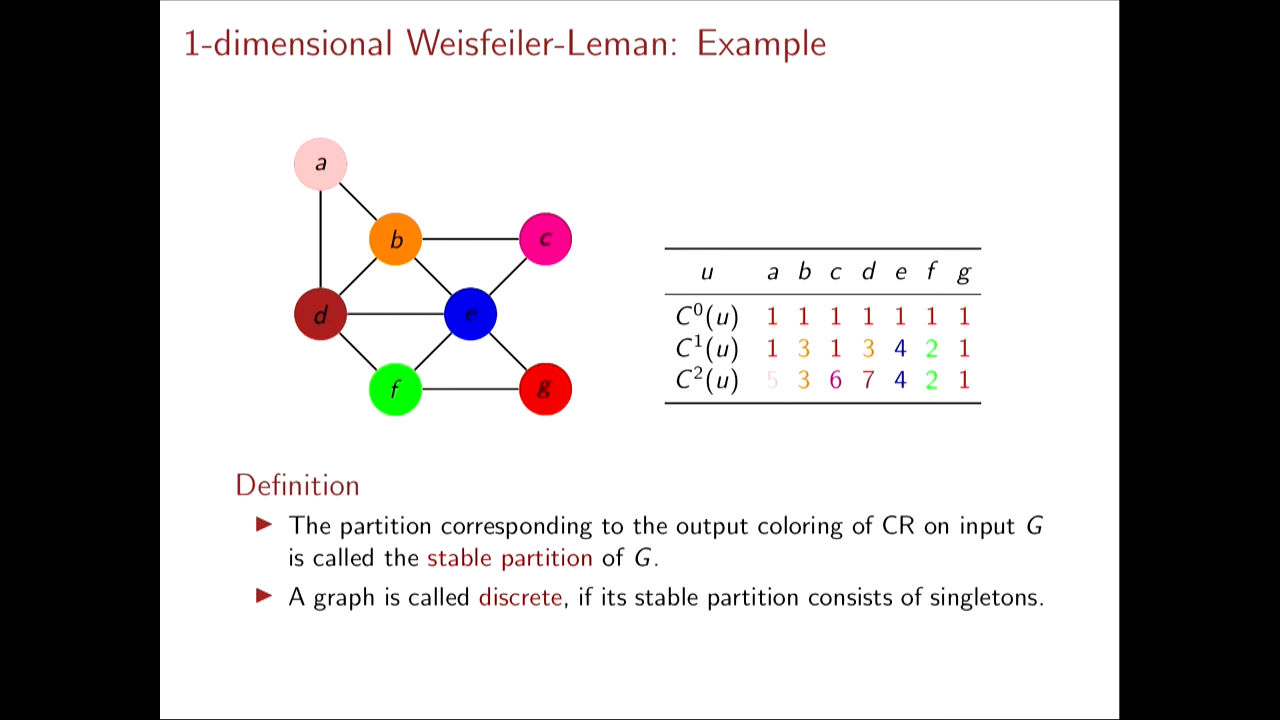 1-dimensional Weisfeiler-Leman: Example
a
b
c
d
e
f
g
u a b c d e f g
C⁰(u) 1 1 1 1 1 1 1
C¹(u) 1 3 1 3 4 2 1
C²(u) 5 3 6 7 4 2 1
Definition
▶ The partition corresponding to the output coloring of CR on input G
is called the stable partition of G.
▶ A graph is called discrete, if its stable partition consists of singletons.